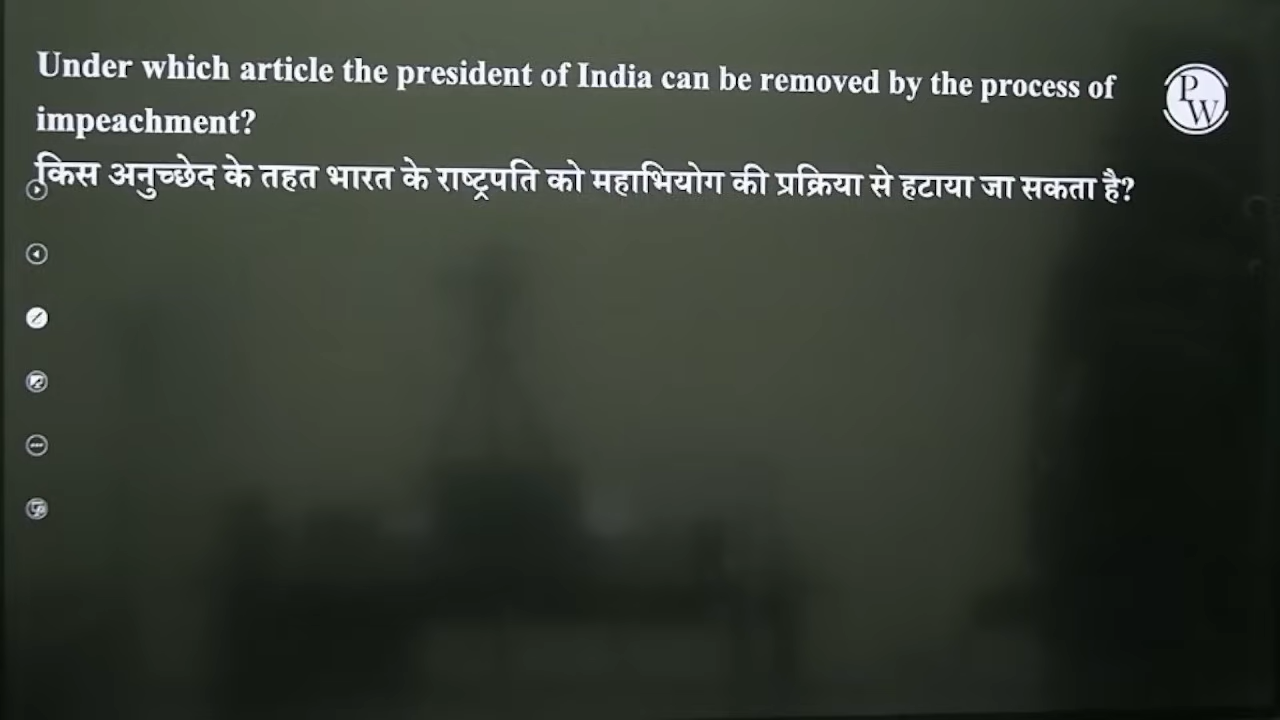 Under which article the president of India can be removed by the process of
impeachment?
किस अनुच्छेद के तहत भारत के राष्ट्रपति को महाभियोग की प्रक्रिया से हटाया जा सकता है?
PW